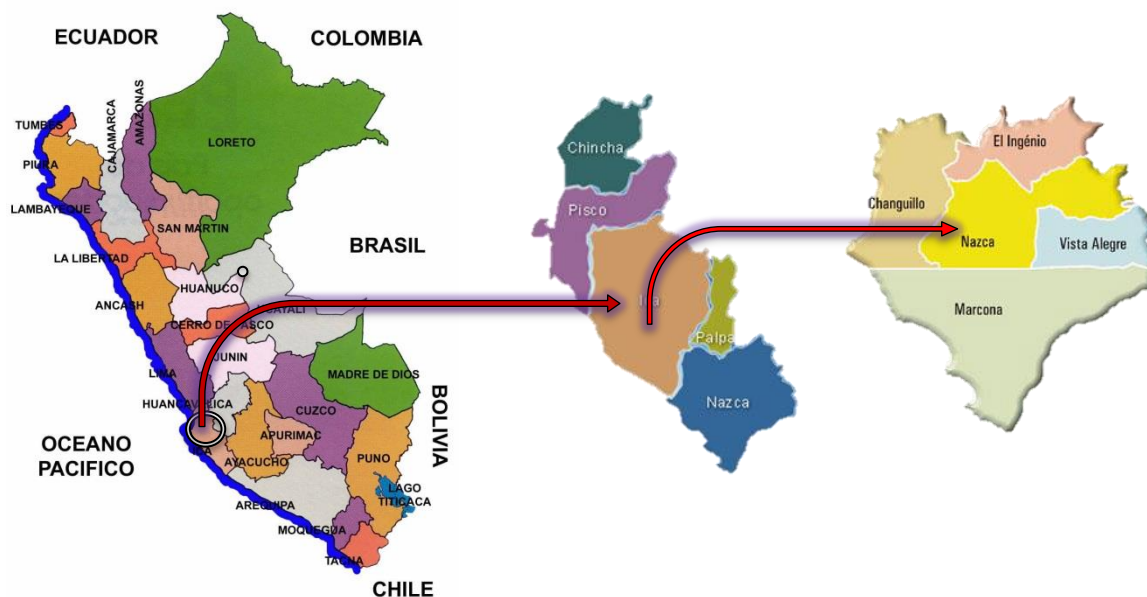 ECUADOR
COLOMBIA
TUMBES
PIURA
CAJAMARCA
AMAZONAS
LORETO
LAMBAYEQUE
SAN MARTIN
LA LIBERTAD
BRASIL
HUANUCO
ANCASH
CERRO DE PASCO
JUNIN
LIMA
MADRE DE DIOS
HUANCAVELICA
CUZCO
BOLIVIA
OCEANO
PACIFICO
APURIMAC
AYACUCHO
PUNO
LAGO
TITICACA
AREQUIPA
MOQUEGUA
TACNA
CHILE
Chincha
Pisco
Palpa
Nazca
El Ingénio
Changuillo
Nazca
Vista Alegre
Marcona